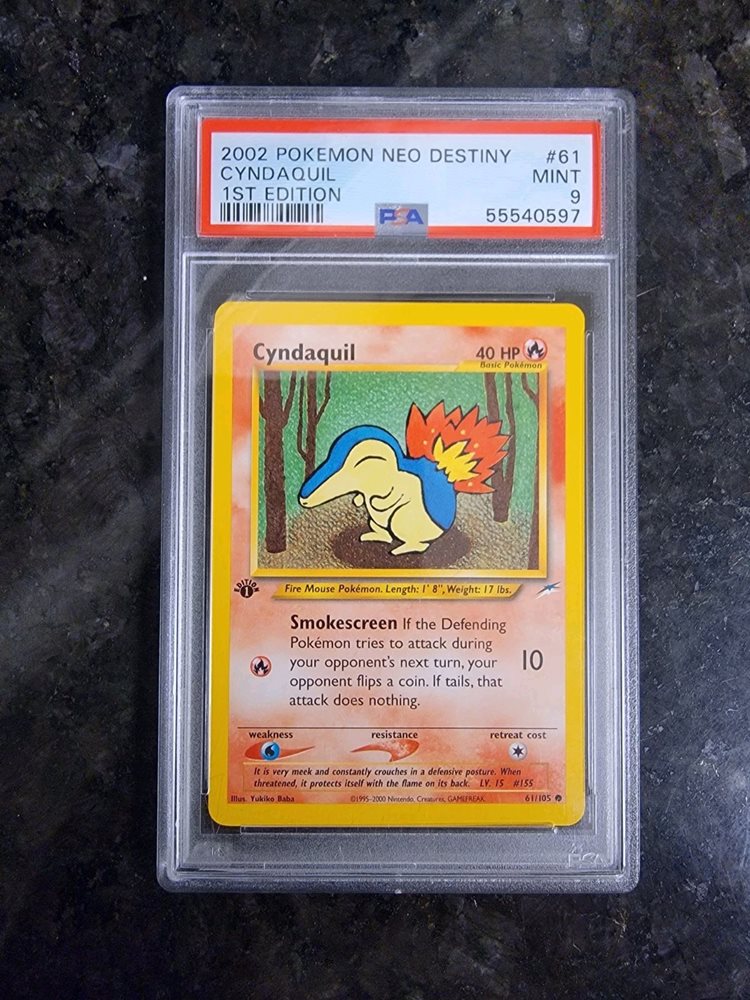 2002 POKEMON NEO DESTINY #61
CYNDAQUIL MINT
1ST EDITION 9
PSA 55540597
Cyndaquil 40 HP
Basic Pokémon
EDITION
1
Fire Mouse Pokémon. Length: 1' 8", Weight: 17 lbs.
Smokescreen If the Defending
Pokémon tries to attack during
your opponent's next turn, your 10
opponent flips a coin. If tails, that
attack does nothing.
weakness resistance retreat cost
It is very meek and constantly crouches in a defensive posture. When
threatened, it protects itself with the flame on its back. LV. 15 #155
Illus. Yukiko Baba ©1995-2000 Nintendo, Creatures, GAMEFREAK. 61/105